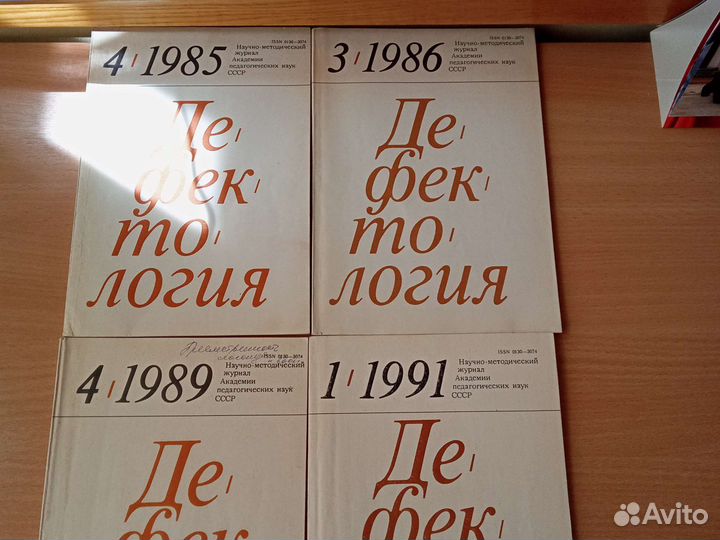 ISSN 0130—3074
4/1985
Научно-методический
журнал
Академии
педагогических наук
СССР
Де/
фек/
то/
логия
ISSN 0130—3074
3/1986
Научно-методический
журнал
Академии
педагогических наук
СССР
Де/
фек/
то/
логия
ISSN 0130—3074
4/1989
Научно-методический
журнал
Академии
педагогических наук
СССР
Де/
фек
ISSN 0130—3074
1/1991
Научно-методический
журнал
Академии
педагогических наук
СССР
Де/
фек/
Avito